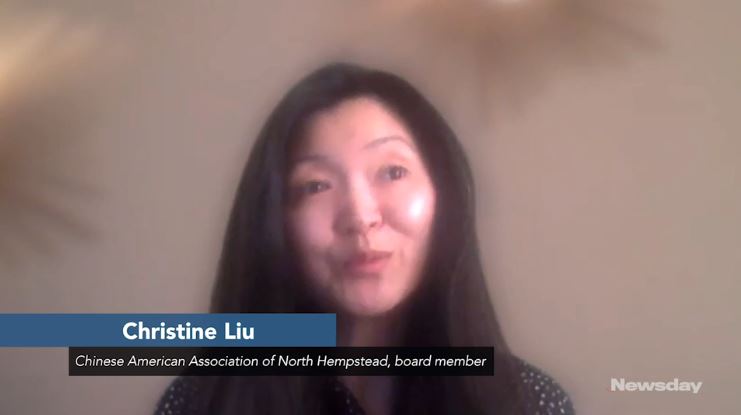 Christine Liu
Chinese American Association of North Hempstead, board member
Newsday